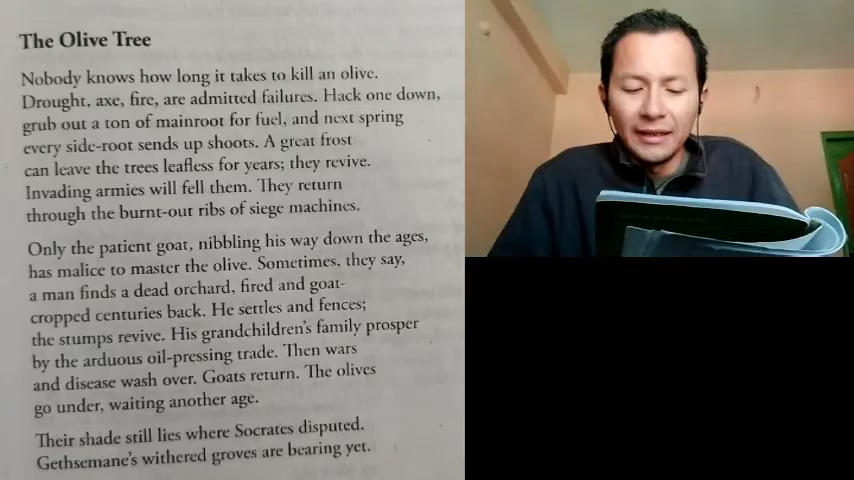 The Olive Tree
Nobody knows how long it takes to kill an olive.
Drought, axe, fire, are admitted failures. Hack one down,
grub out a ton of mainroot for fuel, and next spring
every side-root sends up shoots. A great frost
can leave the trees leafless for years; they revive.
Invading armies will fell them. They return
through the burnt-out ribs of siege machines.
Only the patient goat, nibbling his way down the ages,
has malice to master the olive. Sometimes, they say,
a man finds a dead orchard, fired and goat-
cropped centuries back. He settles and fences;
the stumps revive. His grandchildren's family prosper
by the arduous oil-pressing trade. Then wars
and disease wash over. Goats return. The olives
go under, waiting another age.
Their shade still lies where Socrates disputed.
Gethsemane's withered groves are bearing yet.